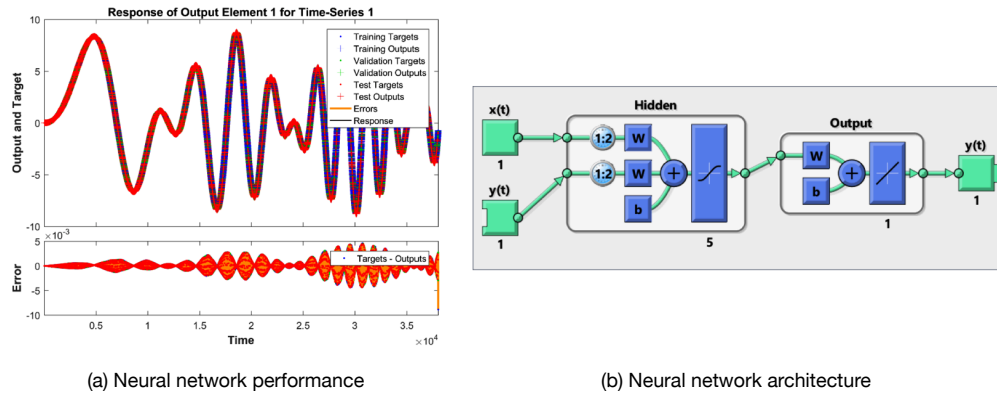 Response of Output Element 1 for Time-Series 1
Output and Target
10
5
0
-5
-10
Training Targets
Training Outputs
Validation Targets
Validation Outputs
Test Targets
Test Outputs
Errors
Response
×10⁻³
Error
5
0
-5
-10
Targets - Outputs
0.5
1
1.5
2
2.5
3
3.5
Time
×10⁴
(a) Neural network performance
Hidden
x(t)
1
y(t)
1
1:2
W
1:2
W
b
5
Output
W
b
1
y(t)
1
(b) Neural network architecture